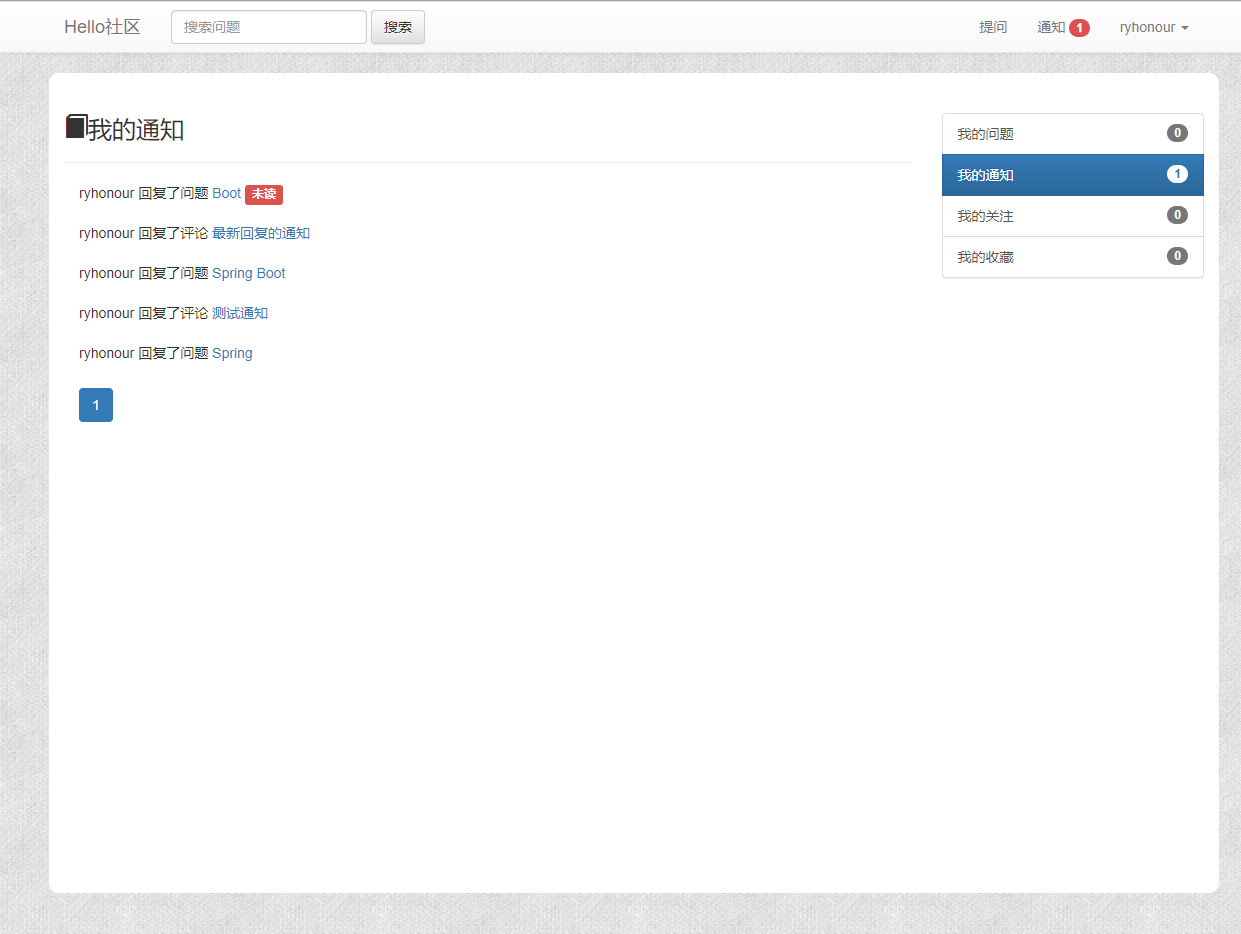 Hello社区 搜索问题 搜索 提问 通知 1 ryhonour
我的通知
ryhonour 回复了问题 Boot 未读
ryhonour 回复了评论 最新回复的通知
ryhonour 回复了问题 Spring Boot
ryhonour 回复了评论 测试通知
ryhonour 回复了问题 Spring
1
我的问题 0
我的通知 1
我的关注 0
我的收藏 0